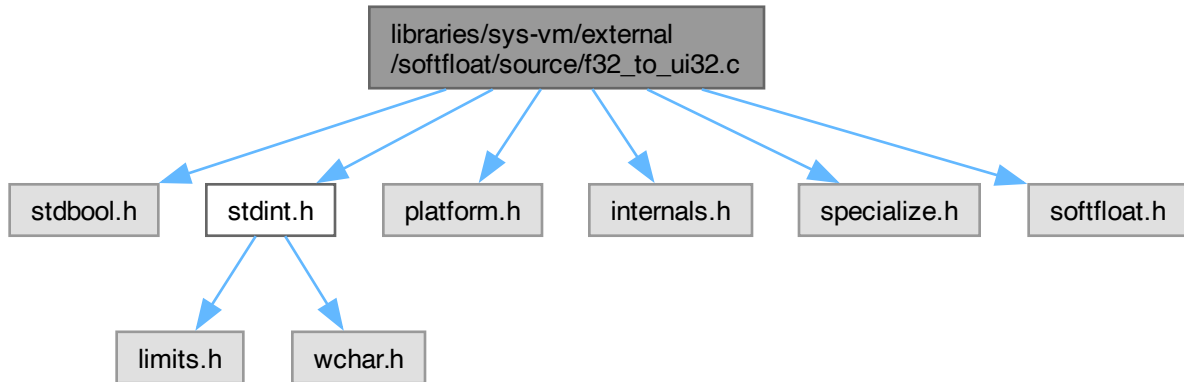 libraries/sys-vm/external
/softfloat/source/f32_to_ui32.c
stdbool.h
stdint.h
platform.h
internals.h
specialize.h
softfloat.h
limits.h
wchar.h